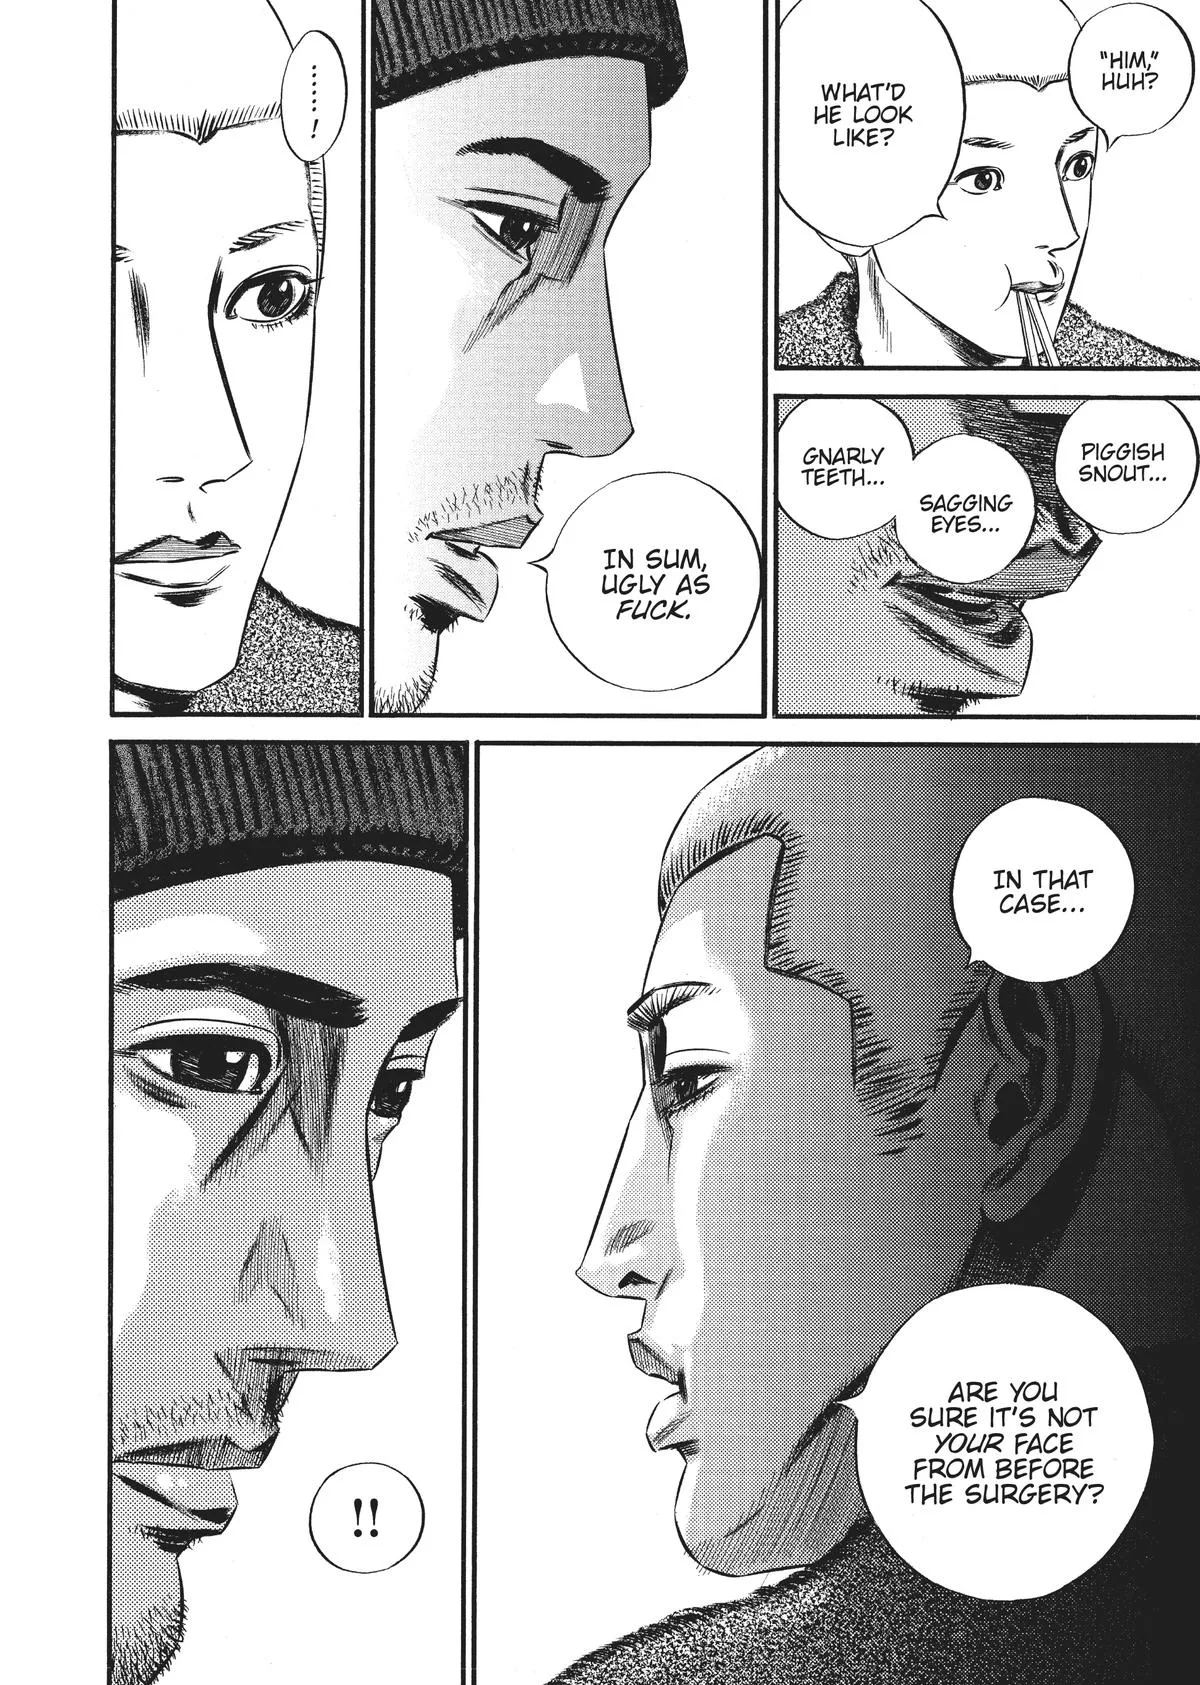 "HIM,"
HUH?
WHAT'D
HE LOOK
LIKE?
PIGGISH
SNOUT...
SAGGING
EYES...
GNARLY
TEETH...
IN SUM,
UGLY AS
FUCK.
......!
IN THAT
CASE...
ARE YOU
SURE IT'S NOT
YOUR FACE
FROM BEFORE
THE SURGERY?
!!